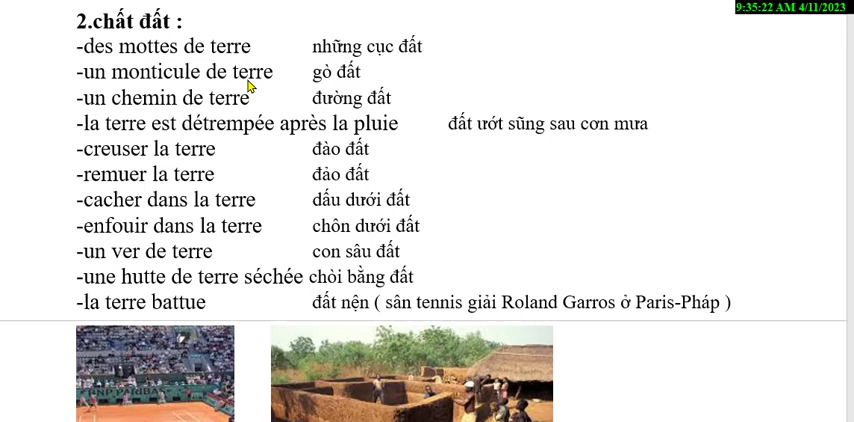 9:35:22 AM 4/11/2023
2.chất đất :
-des mottes de terre những cục đất
-un monticule de terre gò đất
-un chemin de terre đường đất
-la terre est détrempée après la pluie đất ướt sũng sau cơn mưa
-creuser la terre đào đất
-remuer la terre đảo đất
-cacher dans la terre dấu dưới đất
-enfouir dans la terre chôn dưới đất
-un ver de terre con sâu đất
-une hutte de terre séchée chòi bằng đất
-la terre battue đất nện ( sân tennis giải Roland Garros ở Paris-Pháp )
BNP PARIBAS